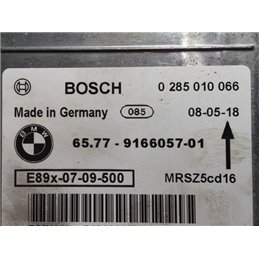 BOSCH 0 285 010 066
Made in Germany 085 08-05-18
BMW 65.77 - 9166057-01
E89x-07-09-500 MRSZ5cd16